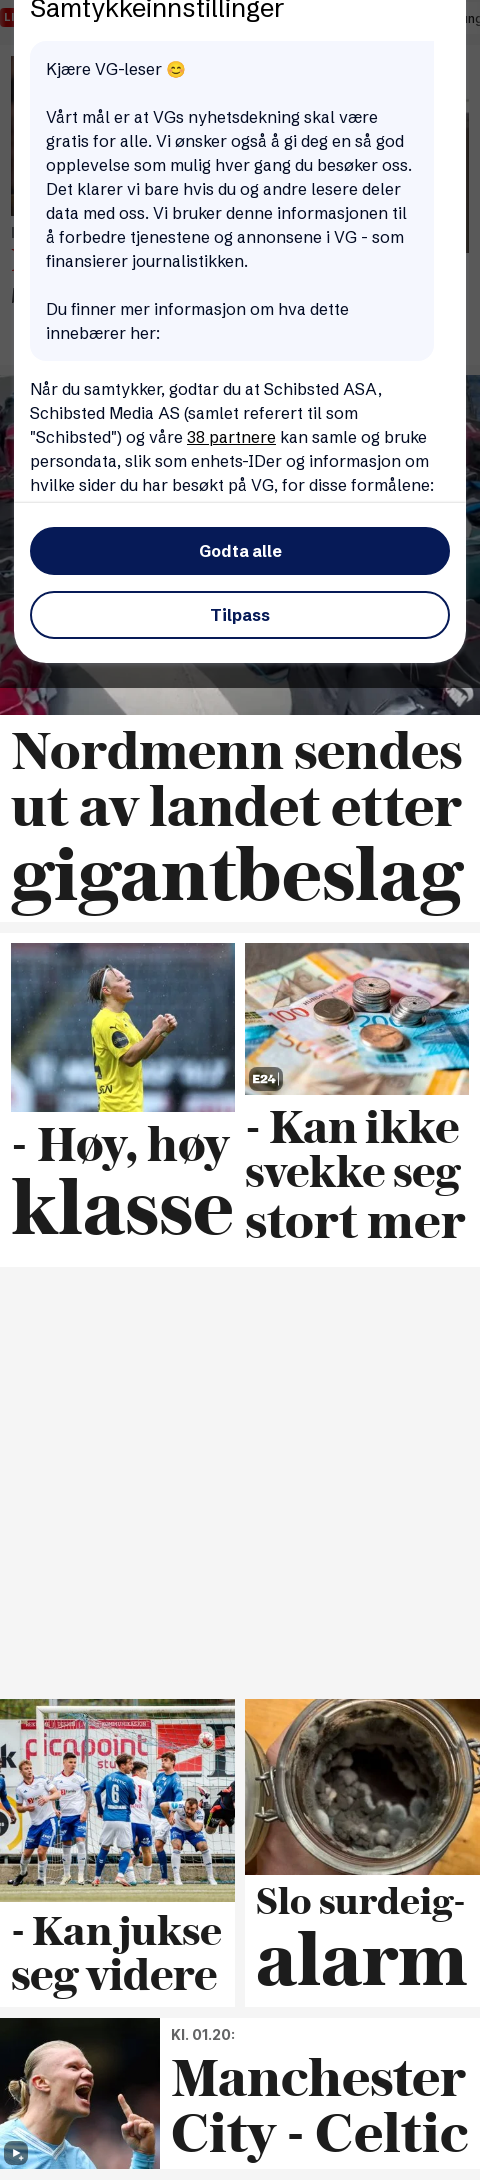 Samtykkeinnstillinger
Kjære VG-leser 😊
Vårt mål er at VGs nyhetsdekning skal være
gratis for alle. Vi ønsker også å gi deg en så god
opplevelse som mulig hver gang du besøker oss.
Det klarer vi bare hvis du og andre lesere deler
data med oss. Vi bruker denne informasjonen til
å forbedre tjenestene og annonsene i VG - som
finansierer journalistikken.
Du finner mer informasjon om hva dette
innebærer her:
Når du samtykker, godtar du at Schibsted ASA,
Schibsted Media AS (samlet referert til som
"Schibsted") og våre 38 partnere kan samle og bruke
persondata, slik som enhets-IDer og informasjon om
hvilke sider du har besøkt på VG, for disse formålene:
Godta alle
Tilpass
Nordmenn sendes
ut av landet etter
gigantbeslag
E24
- Høy, høy
klasse
- Kan ikke
svekke seg
stort mer
picapoint
6
- Kan jukse
seg videre
Slo surdeig-
alarm
Kl. 01.20:
Manchester
City - Celtic